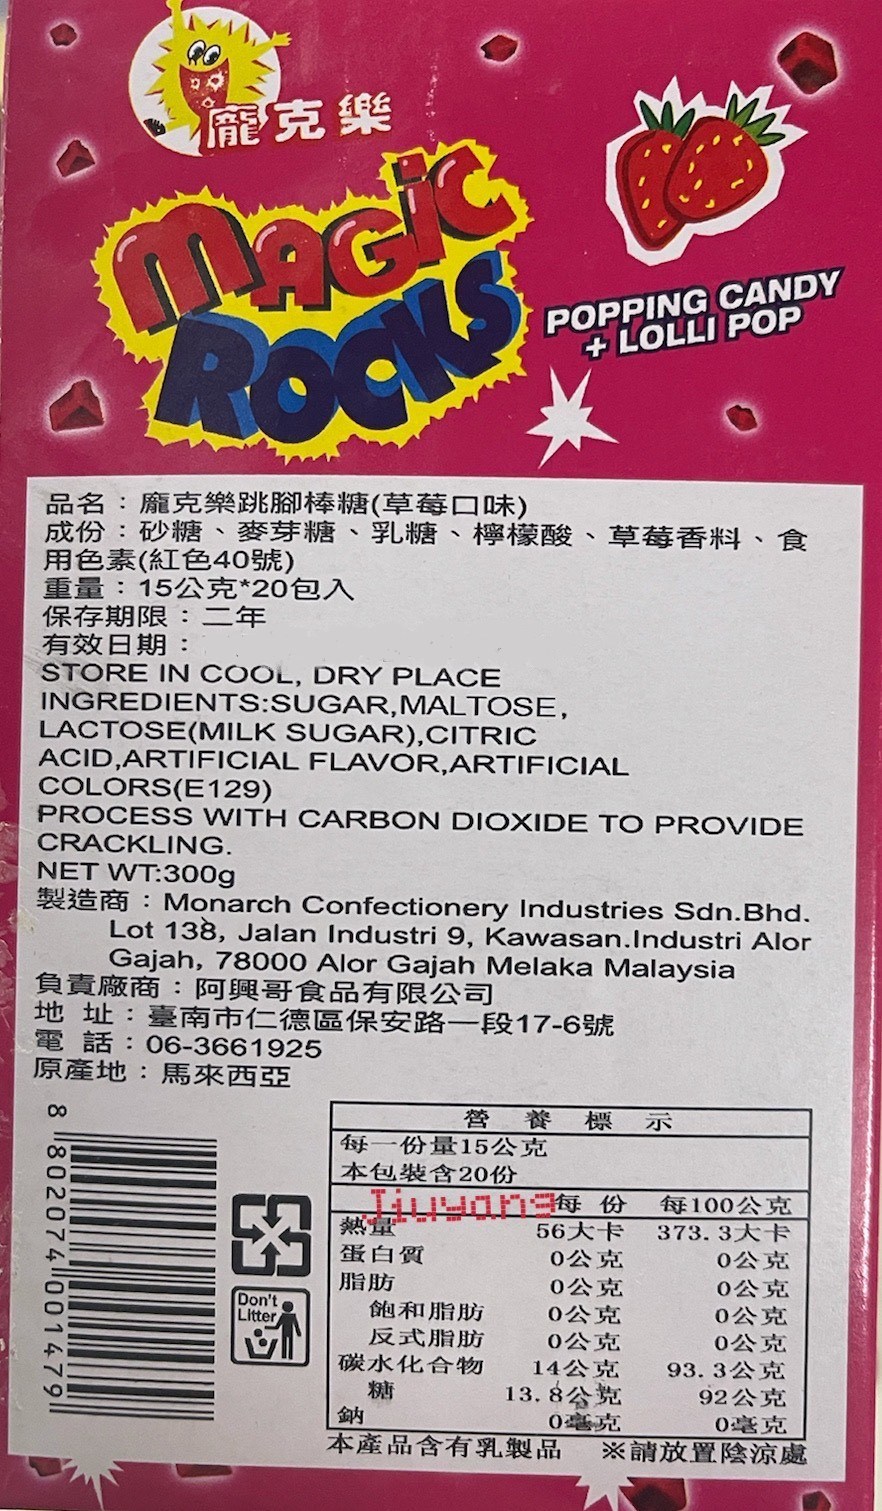 龐克樂
MAGIC
ROCKS
POPPING CANDY
+ LOLLI POP
品名：龐克樂跳腳棒糖(草莓口味)
成份：砂糖、麥芽糖、乳糖、檸檬酸、草莓香料、食
用色素(紅色40號)
重量：15公克*20包入
保存期限：二年
有效日期：
STORE IN COOL, DRY PLACE
INGREDIENTS:SUGAR,MALTOSE,
LACTOSE(MILK SUGAR),CITRIC
ACID,ARTIFICIAL FLAVOR,ARTIFICIAL
COLORS(E129)
PROCESS WITH CARBON DIOXIDE TO PROVIDE
CRACKLING.
NET WT:300g
製造商：Monarch Confectionery Industries Sdn.Bhd.
Lot 138, Jalan Industri 9, Kawasan.Industri Alor
Gajah, 78000 Alor Gajah Melaka Malaysia
負責廠商：阿興哥食品有限公司
地 址：臺南市仁德區保安路一段17-6號
電 話：06-3661925
原產地：馬來西亞
8 802074 001479
Don't
Litter
營 養 標 示
每一份量15公克
本包裝含20份
Jiuyang
每 份 每100公克
熱量 56大卡 373.3大卡
蛋白質 0公克 0公克
脂肪 0公克 0公克
飽和脂肪 0公克 0公克
反式脂肪 0公克 0公克
碳水化合物 14公克 93.3公克
糖 13.8公克 92公克
鈉 0毫克 0毫克
本產品含有乳製品 ※請放置陰涼處